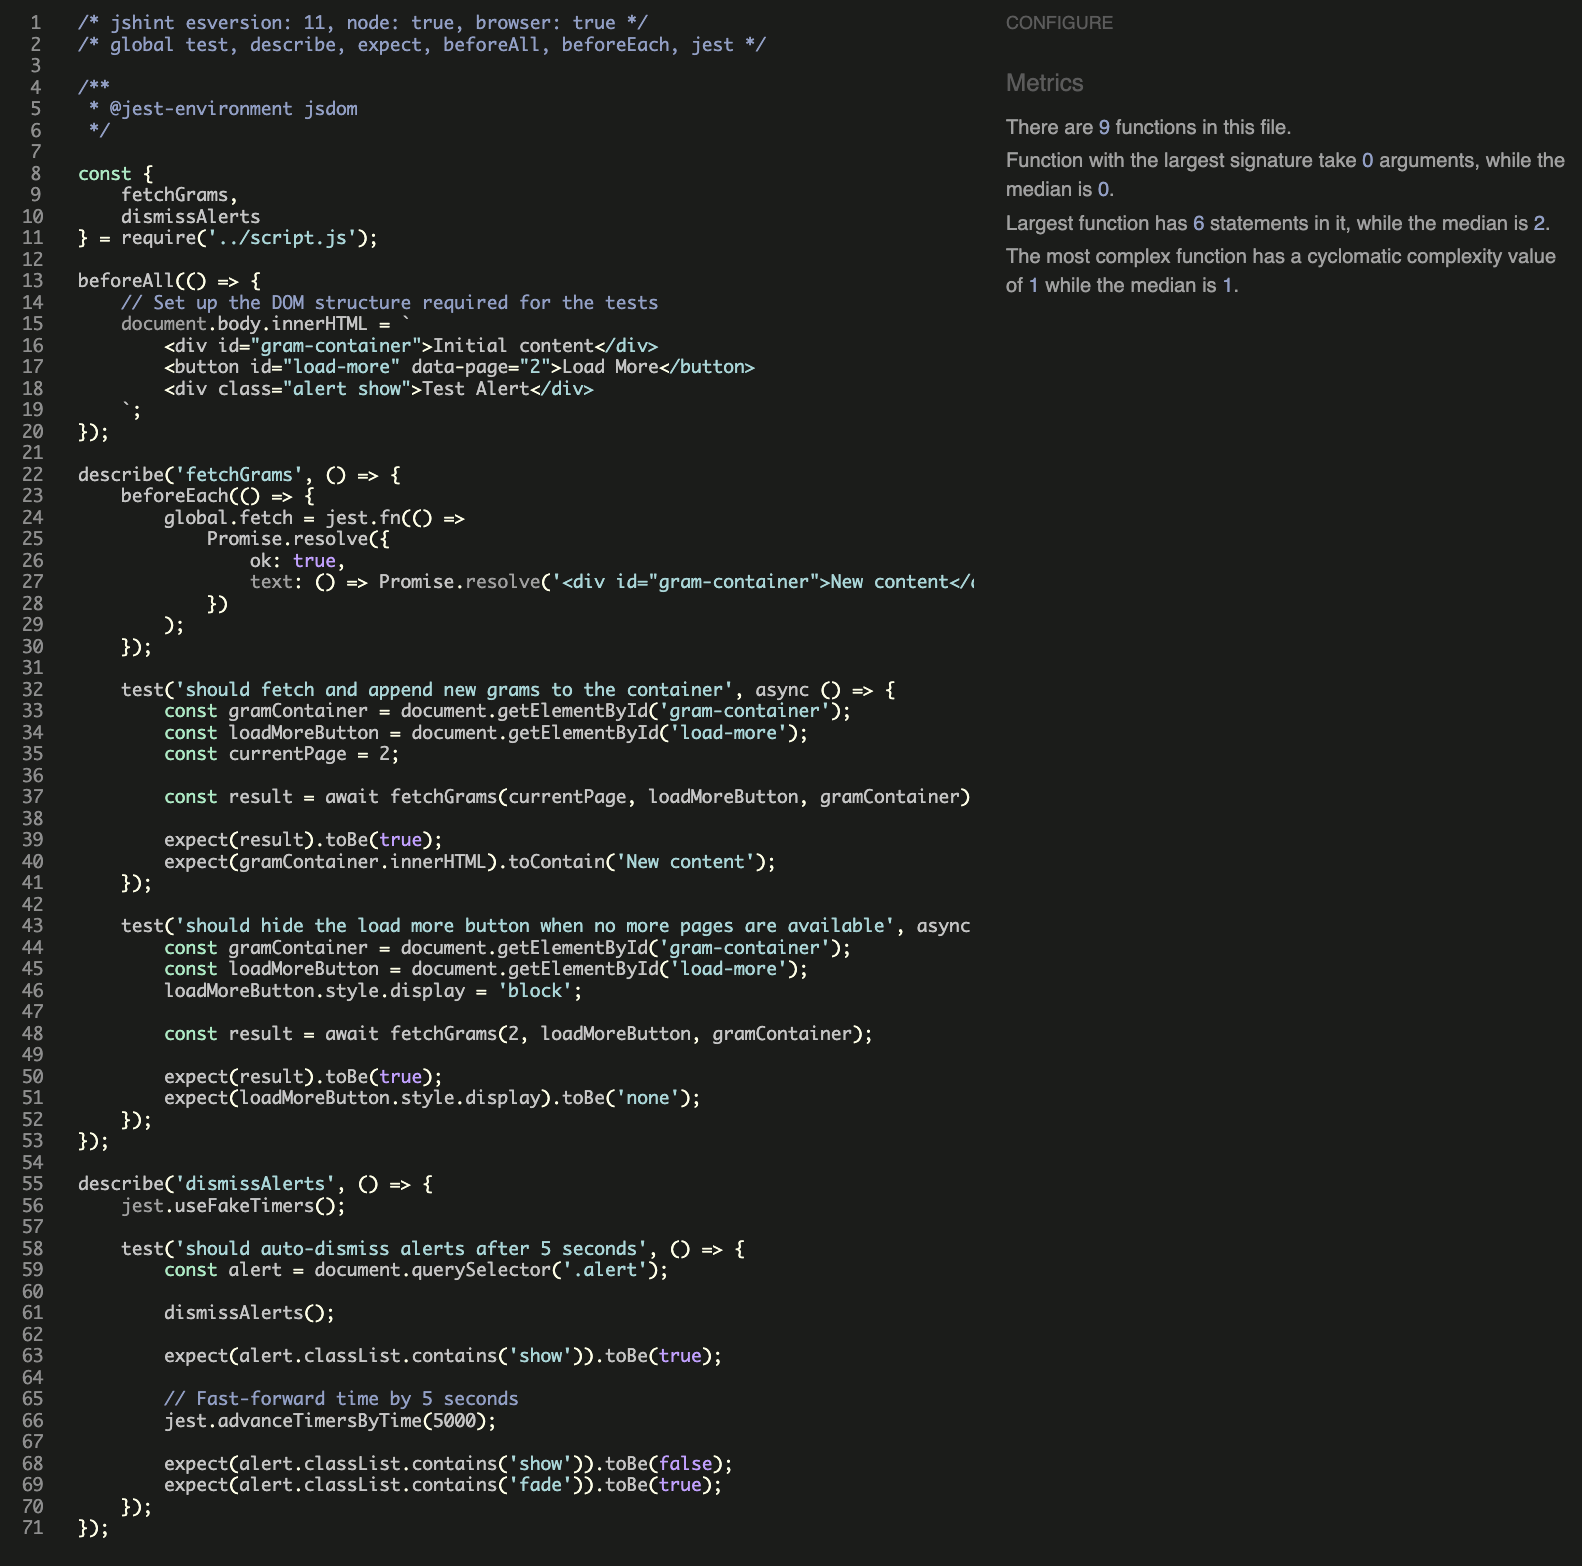 1 /* jshint esversion: 11, node: true, browser: true */
2 /* global test, describe, expect, beforeAll, beforeEach, jest */
3
4 /**
5  * @jest-environment jsdom
6  */
7
8 const {
9     fetchGrams,
10     dismissAlerts
11 } = require('../script.js');
12
13 beforeAll(() => {
14     // Set up the DOM structure required for the tests
15     document.body.innerHTML = `
16         <div id="gram-container">Initial content</div>
17         <button id="load-more" data-page="2">Load More</button>
18         <div class="alert show">Test Alert</div>
19     `;
20 });
21
22 describe('fetchGrams', () => {
23     beforeEach(() => {
24         global.fetch = jest.fn(() =>
25             Promise.resolve({
26                 ok: true,
27                 text: () => Promise.resolve('<div id="gram-container">New content</
28             })
29         );
30     });
31
32     test('should fetch and append new grams to the container', async () => {
33         const gramContainer = document.getElementById('gram-container');
34         const loadMoreButton = document.getElementById('load-more');
35         const currentPage = 2;
36
37         const result = await fetchGrams(currentPage, loadMoreButton, gramContainer)
38
39         expect(result).toBe(true);
40         expect(gramContainer.innerHTML).toContain('New content');
41     });
42
43     test('should hide the load more button when no more pages are available', async
44         const gramContainer = document.getElementById('gram-container');
45         const loadMoreButton = document.getElementById('load-more');
46         loadMoreButton.style.display = 'block';
47
48         const result = await fetchGrams(2, loadMoreButton, gramContainer);
49
50         expect(result).toBe(true);
51         expect(loadMoreButton.style.display).toBe('none');
52     });
53 });
54
55 describe('dismissAlerts', () => {
56     jest.useFakeTimers();
57
58     test('should auto-dismiss alerts after 5 seconds', () => {
59         const alert = document.querySelector('.alert');
60
61         dismissAlerts();
62
63         expect(alert.classList.contains('show')).toBe(true);
64
65         // Fast-forward time by 5 seconds
66         jest.advanceTimersByTime(5000);
67
68         expect(alert.classList.contains('show')).toBe(false);
69         expect(alert.classList.contains('fade')).toBe(true);
70     });
71 });
CONFIGURE
Metrics
There are 9 functions in this file.
Function with the largest signature take 0 arguments, while the
median is 0.
Largest function has 6 statements in it, while the median is 2.
The most complex function has a cyclomatic complexity value
of 1 while the median is 1.